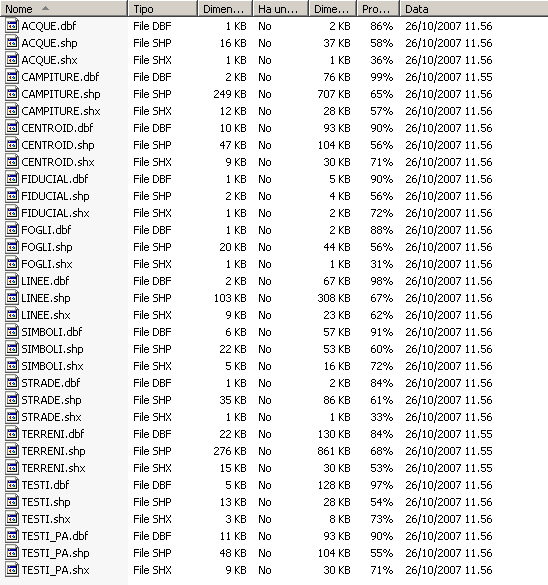 Nome Tipo Dimen... Ha un... Dime... Pro... Data
ACQUE.dbf File DBF 1 KB No 2 KB 86% 26/10/2007 11.56
ACQUE.shp File SHP 16 KB No 37 KB 58% 26/10/2007 11.56
ACQUE.shx File SHX 1 KB No 1 KB 36% 26/10/2007 11.56
CAMPITURE.dbf File DBF 2 KB No 76 KB 99% 26/10/2007 11.56
CAMPITURE.shp File SHP 249 KB No 707 KB 65% 26/10/2007 11.56
CAMPITURE.shx File SHX 12 KB No 28 KB 57% 26/10/2007 11.56
CENTROID.dbf File DBF 10 KB No 93 KB 90% 26/10/2007 11.56
CENTROID.shp File SHP 47 KB No 104 KB 56% 26/10/2007 11.56
CENTROID.shx File SHX 9 KB No 30 KB 71% 26/10/2007 11.56
FIDUCIAL.dbf File DBF 1 KB No 5 KB 90% 26/10/2007 11.56
FIDUCIAL.shp File SHP 2 KB No 4 KB 56% 26/10/2007 11.56
FIDUCIAL.shx File SHX 1 KB No 2 KB 72% 26/10/2007 11.56
FOGLI.dbf File DBF 1 KB No 2 KB 88% 26/10/2007 11.56
FOGLI.shp File SHP 20 KB No 44 KB 56% 26/10/2007 11.56
FOGLI.shx File SHX 1 KB No 1 KB 31% 26/10/2007 11.56
LINEE.dbf File DBF 2 KB No 67 KB 98% 26/10/2007 11.56
LINEE.shp File SHP 103 KB No 308 KB 67% 26/10/2007 11.56
LINEE.shx File SHX 9 KB No 23 KB 62% 26/10/2007 11.56
SIMBOLI.dbf File DBF 6 KB No 57 KB 91% 26/10/2007 11.56
SIMBOLI.shp File SHP 22 KB No 53 KB 60% 26/10/2007 11.56
SIMBOLI.shx File SHX 5 KB No 16 KB 72% 26/10/2007 11.56
STRADE.dbf File DBF 1 KB No 2 KB 84% 26/10/2007 11.56
STRADE.shp File SHP 35 KB No 86 KB 61% 26/10/2007 11.56
STRADE.shx File SHX 1 KB No 1 KB 33% 26/10/2007 11.56
TERRENI.dbf File DBF 22 KB No 130 KB 84% 26/10/2007 11.55
TERRENI.shp File SHP 276 KB No 861 KB 68% 26/10/2007 11.55
TERRENI.shx File SHX 15 KB No 30 KB 53% 26/10/2007 11.55
TESTI.dbf File DBF 5 KB No 128 KB 97% 26/10/2007 11.56
TESTI.shp File SHP 13 KB No 28 KB 54% 26/10/2007 11.56
TESTI.shx File SHX 3 KB No 8 KB 73% 26/10/2007 11.56
TESTI_PA.dbf File DBF 11 KB No 93 KB 90% 26/10/2007 11.56
TESTI_PA.shp File SHP 48 KB No 104 KB 55% 26/10/2007 11.56
TESTI_PA.shx File SHX 9 KB No 30 KB 71% 26/10/2007 11.56